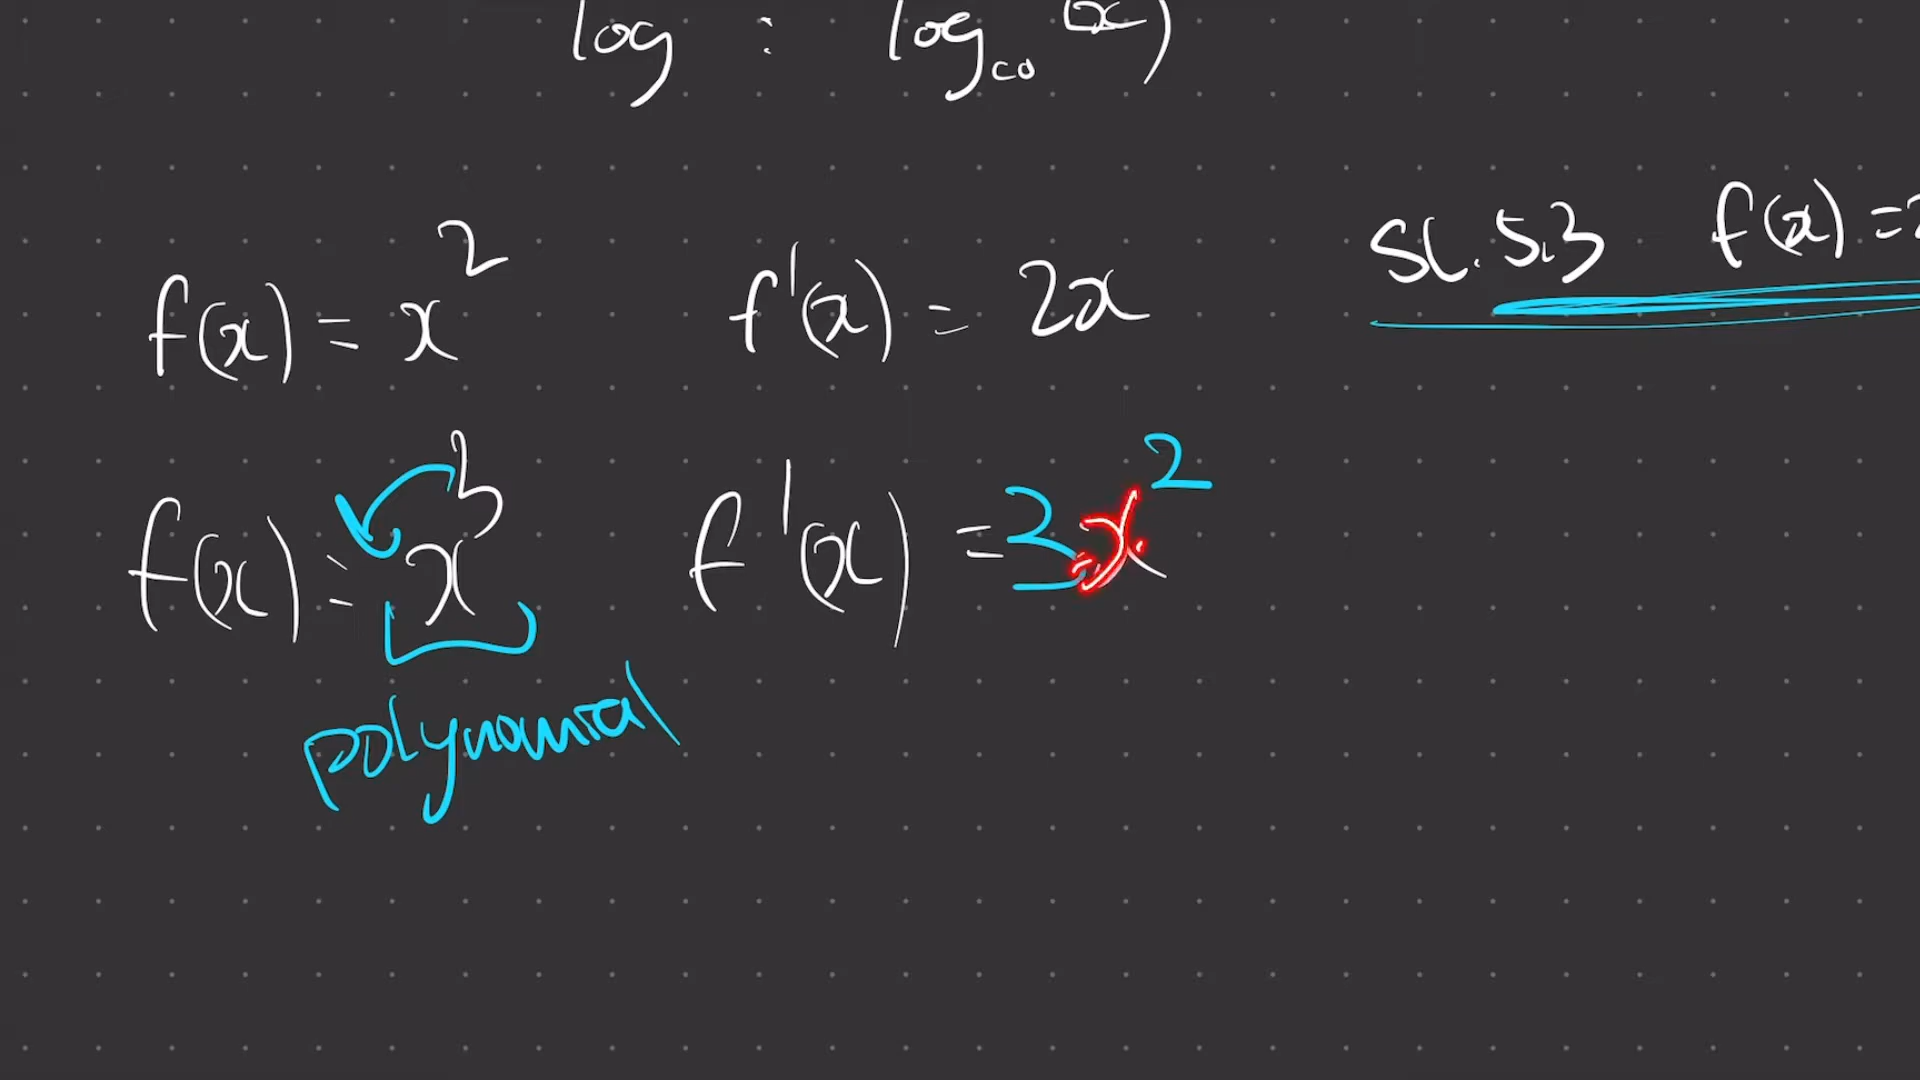 log : log₁₀(x)
SL 5.3 f(x) =
f(x) = x² f'(x) = 2x
f(x) = x³ f'(x) = 3x²
polynomial